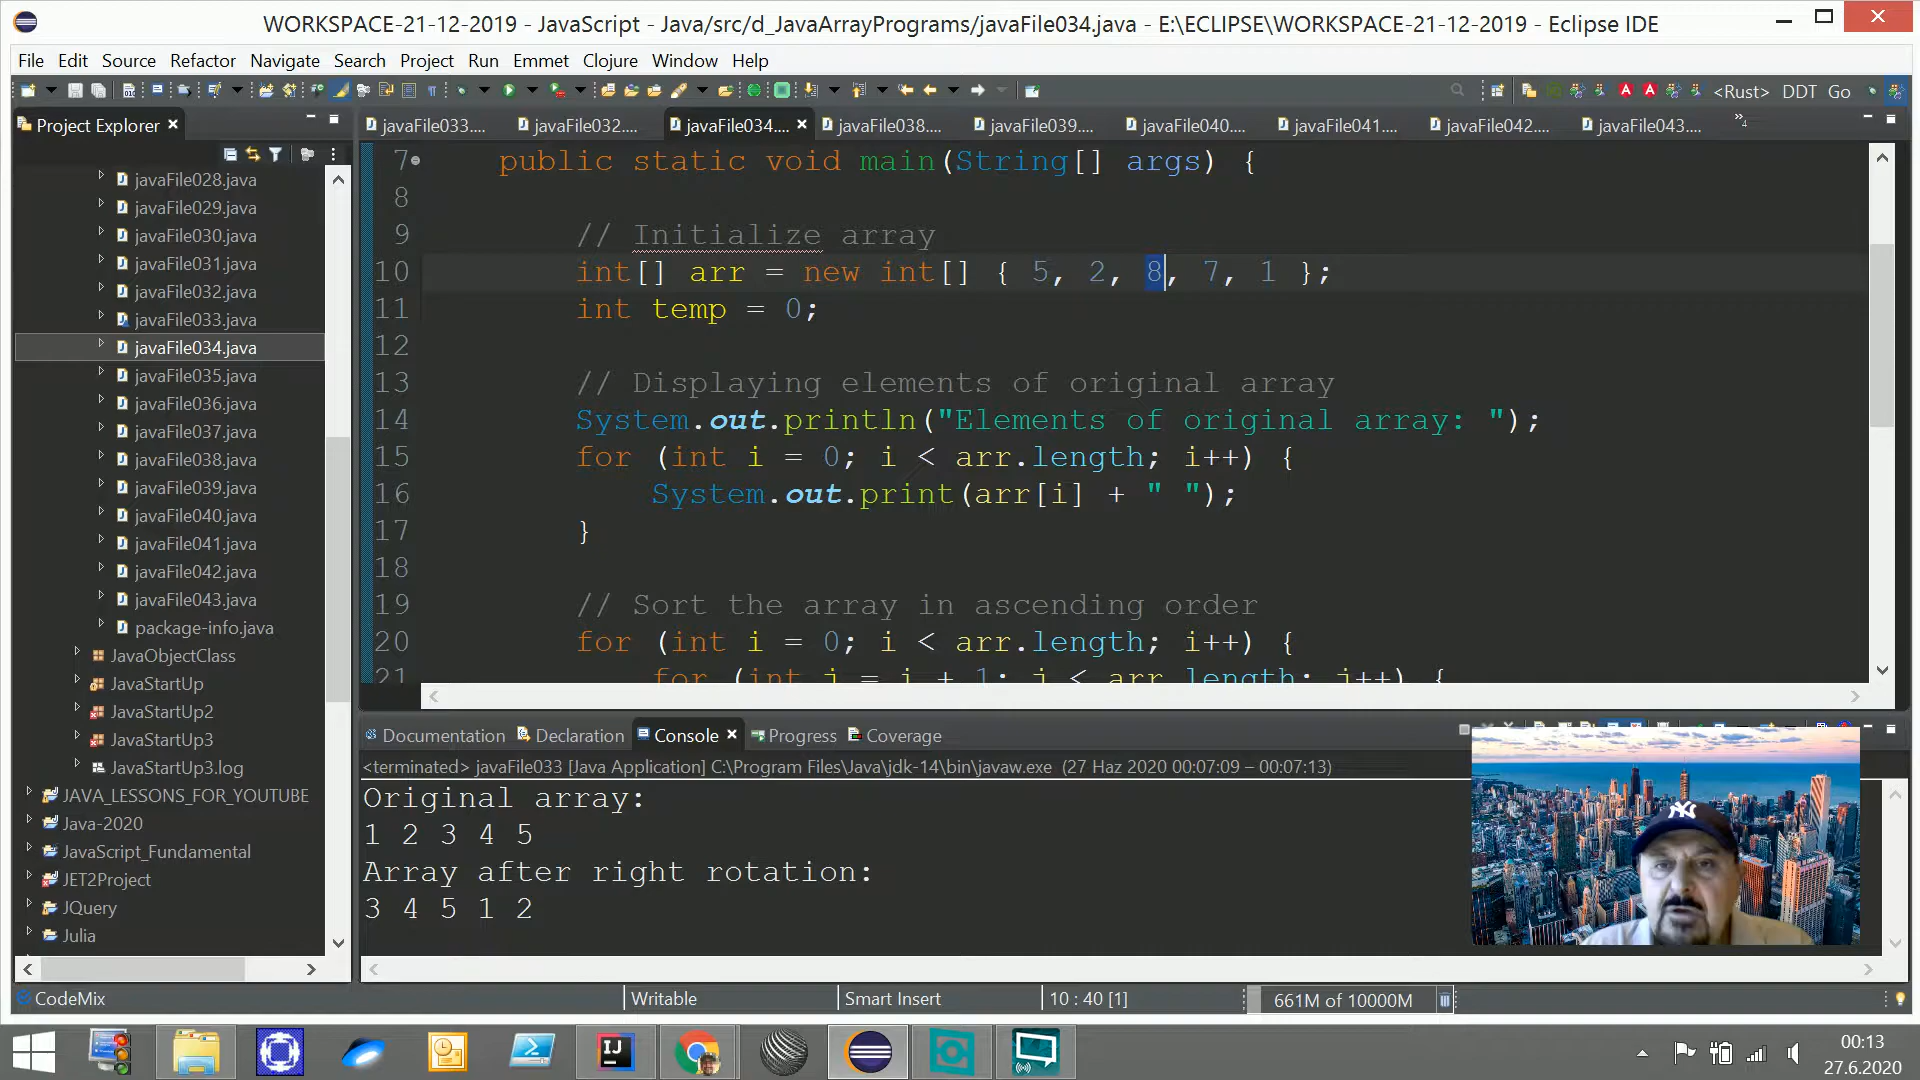 WORKSPACE-21-12-2019 - JavaScript - Java/src/d_JavaArrayPrograms/javaFile034.java - E:\ECLIPSE\WORKSPACE-21-12-2019 - Eclipse IDE
File Edit Source Refactor Navigate Search Project Run Emmet Clojure Window Help
<Rust> DDT Go
Project Explorer
javaFile033.... javaFile032.... javaFile034.... javaFile038.... javaFile039.... javaFile040.... javaFile041.... javaFile042.... javaFile043....
javaFile028.java
javaFile029.java
javaFile030.java
javaFile031.java
javaFile032.java
javaFile033.java
javaFile034.java
javaFile035.java
javaFile036.java
javaFile037.java
javaFile038.java
javaFile039.java
javaFile040.java
javaFile041.java
javaFile042.java
javaFile043.java
package-info.java
JavaObjectClass
JavaStartUp
JavaStartUp2
JavaStartUp3
JavaStartUp3.log
JAVA_LESSONS_FOR_YOUTUBE
Java-2020
JavaScript_Fundamental
JET2Project
JQuery
Julia
7 public static void main(String[] args) {
8
9 // Initialize array
10 int[] arr = new int[] { 5, 2, 8, 7, 1 };
11 int temp = 0;
12
13 // Displaying elements of original array
14 System.out.println("Elements of original array: ");
15 for (int i = 0; i < arr.length; i++) {
16 System.out.print(arr[i] + " ");
17 }
18
19 // Sort the array in ascending order
20 for (int i = 0; i < arr.length; i++) {
21 for (int j = i + 1; j < arr.length; j++) {
Documentation Declaration Console Progress Coverage
<terminated> javaFile033 [Java Application] C:\Program Files\Java\jdk-14\bin\javaw.exe (27 Haz 2020 00:07:09 – 00:07:13)
Original array:
1 2 3 4 5
Array after right rotation:
3 4 5 1 2
CodeMix
Writable
Smart Insert
10 : 40 [1]
661M of 10000M
00:13
27.6.2020